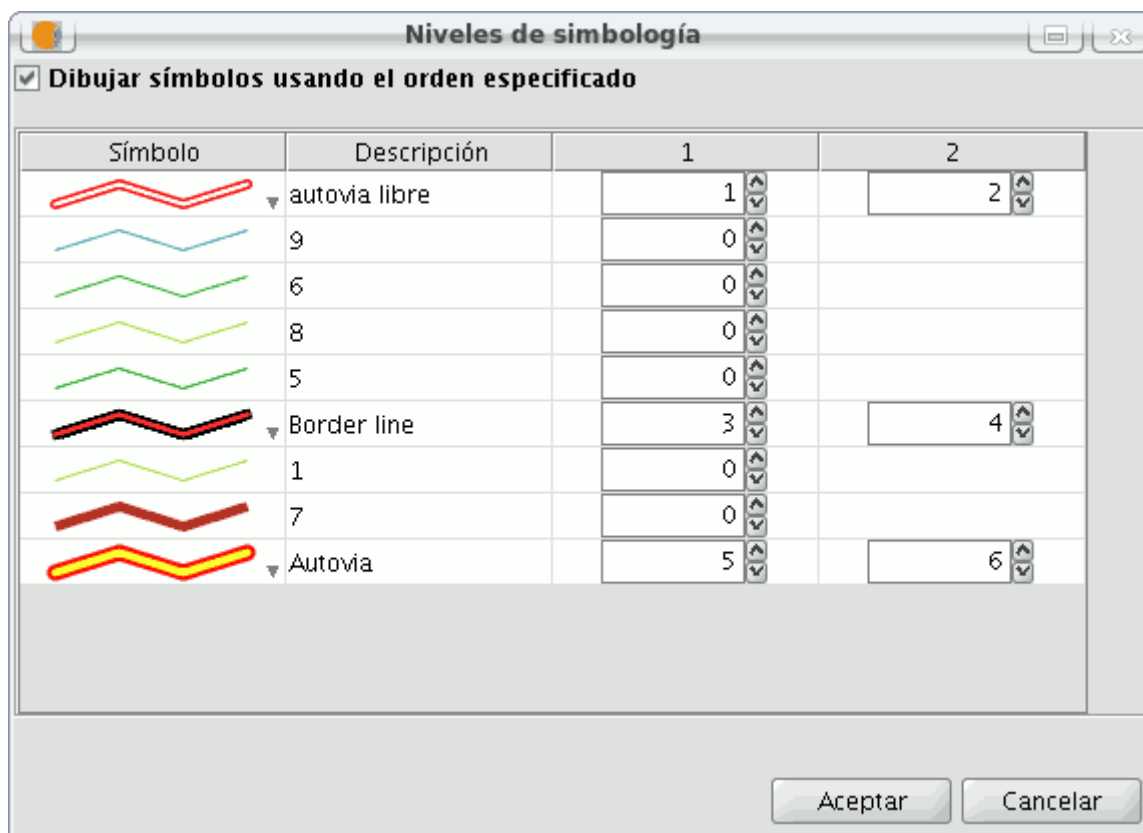 Niveles de simbología
Dibujar símbolos usando el orden especificado
Símbolo Descripción 1 2
autovia libre 1 2
9 0
6 0
8 0
5 0
Border line 3 4
1 0
7 0
Autovia 5 6
Aceptar Cancelar